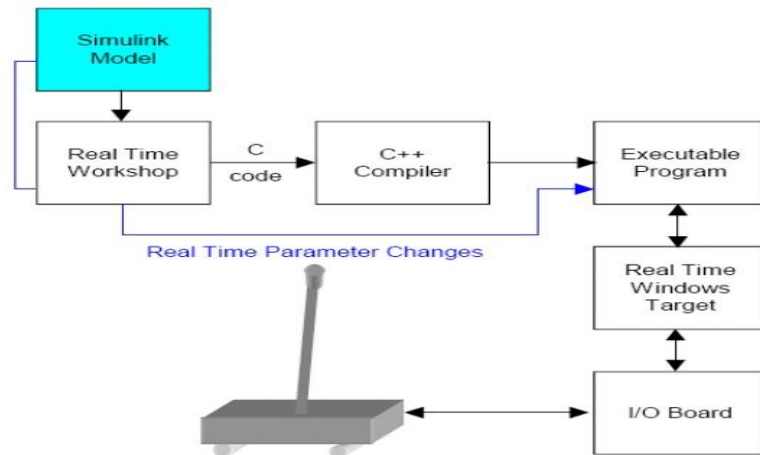 Simulink
Model
Real Time
Workshop
C
code
C++
Compiler
Executable
Program
Real Time Parameter Changes
Real Time
Windows
Target
I/O Board